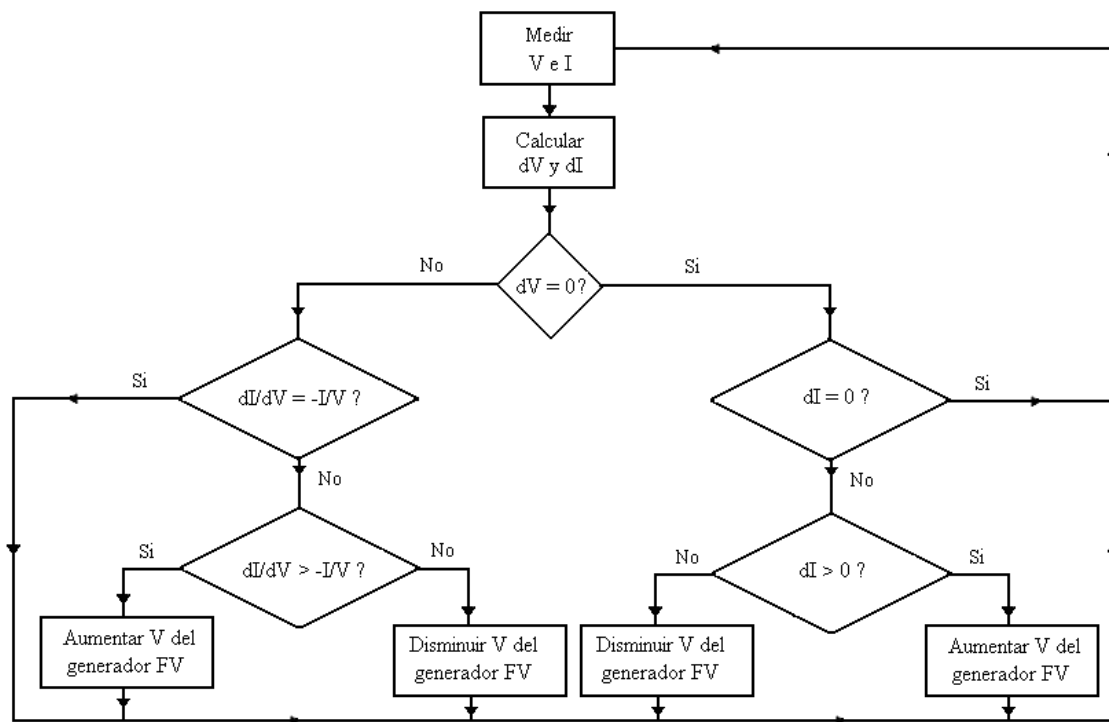 Medir
V e I
Calcular
dV y dI
No
Si
dV = 0?
Si
dI/dV = -I/V ?
dI = 0 ?
Si
No
No
Si
dI/dV > -I/V ?
No
No
dI > 0 ?
Si
Aumentar V del
generador FV
Disminuir V del
generador FV
Disminuir V del
generador FV
Aumentar V del
generador FV